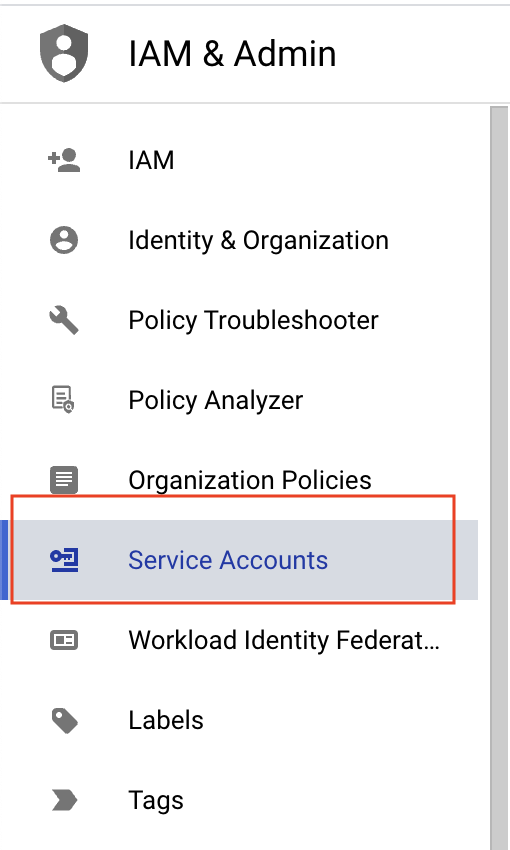 IAM & Admin
IAM
Identity & Organization
Policy Troubleshooter
Policy Analyzer
Organization Policies
Service Accounts
Workload Identity Federat...
Labels
Tags